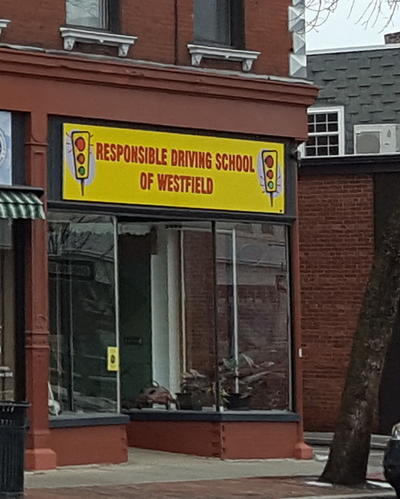 RESPONSIBLE DRIVING SCHOOL
OF WESTFIELD